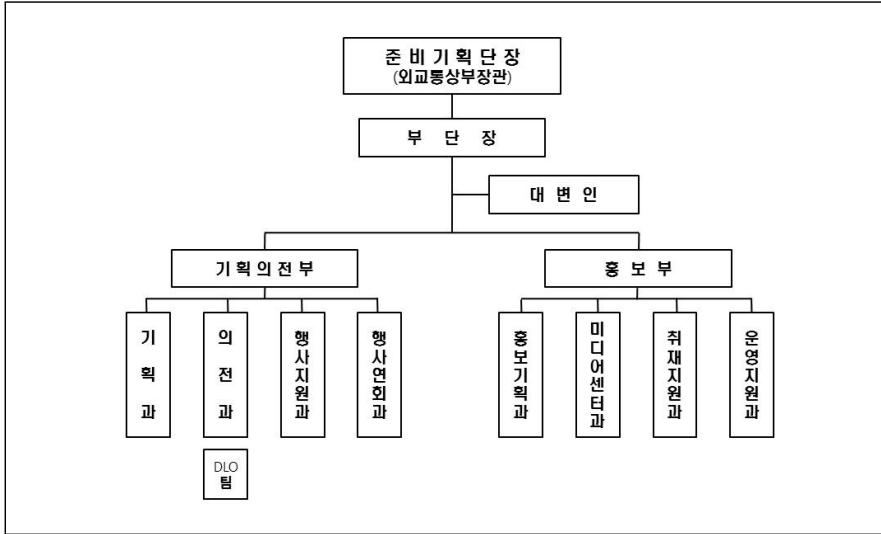 준 비 기 획 단 장
(외교통상부장관)
부 단 장
대 변 인
기 획 의 전 부
홍 보 부
기 획 과
의 전 과
행사지원과
행사연회과
홍보기획과
미디어센터과
취재지원과
운영지원과
DLO
팀